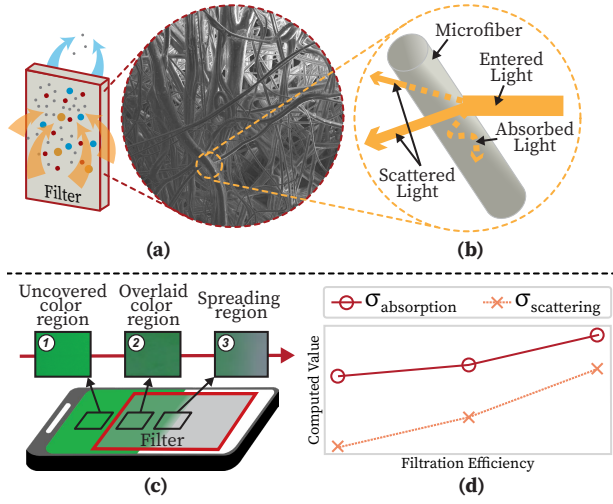 Microfiber
Entered
Light
Absorbed
Light
Scattered
Light
Filter
(a)
(b)
Uncovered
color
region
Overlaid
color
region
Spreading
region
1
2
3
Filter
(c)
σabsorption
σscattering
Computed Value
Filtration Efficiency
(d)